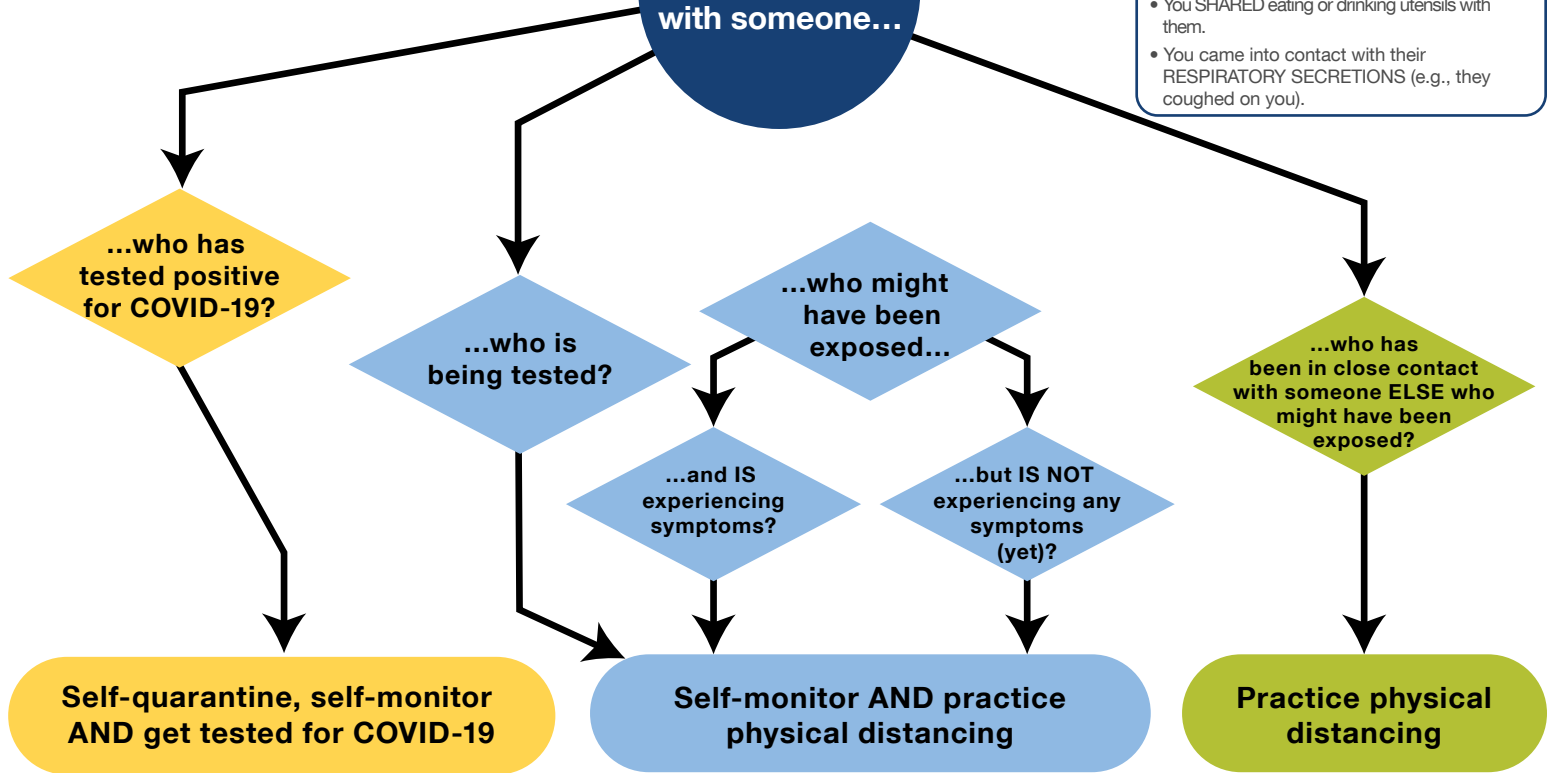 with someone...
• You SHARED eating or drinking utensils with
them.
• You came into contact with their
RESPIRATORY SECRETIONS (e.g., they
coughed on you).
...who has
tested positive
for COVID-19?
...who is
being tested?
...who might
have been
exposed...
...and IS
experiencing
symptoms?
...but IS NOT
experiencing any
symptoms
(yet)?
...who has
been in close contact
with someone ELSE who
might have been
exposed?
Self-quarantine, self-monitor
AND get tested for COVID-19
Self-monitor AND practice
physical distancing
Practice physical
distancing